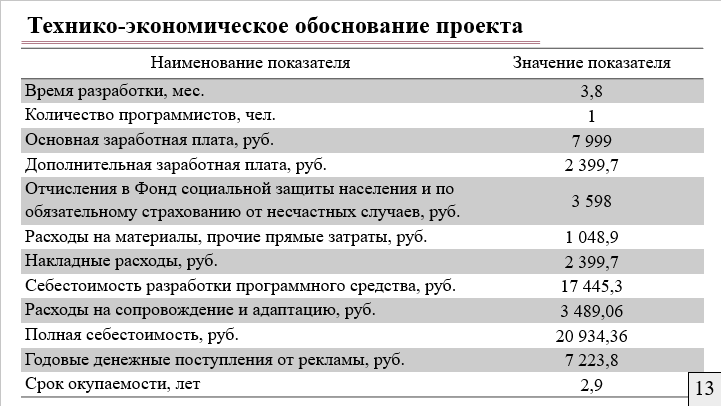 Технико-экономическое обоснование проекта
Наименование показателя Значение показателя
Время разработки, мес. 3,8
Количество программистов, чел. 1
Основная заработная плата, руб. 7 999
Дополнительная заработная плата, руб. 2 399,7
Отчисления в Фонд социальной защиты населения и по
обязательному страхованию от несчастных случаев, руб. 3 598
Расходы на материалы, прочие прямые затраты, руб. 1 048,9
Накладные расходы, руб. 2 399,7
Себестоимость разработки программного средства, руб. 17 445,3
Расходы на сопровождение и адаптацию, руб. 3 489,06
Полная себестоимость, руб. 20 934,36
Годовые денежные поступления от рекламы, руб. 7 223,8
Срок окупаемости, лет 2,9
13